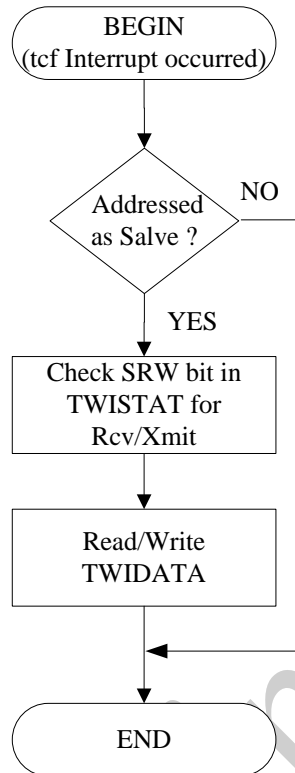 BEGIN
(tcf Interrupt occurred)
Addressed
as Salve ?
NO
YES
Check SRW bit in
TWISTAT for
Rcv/Xmit
Read/Write
TWIDATA
END